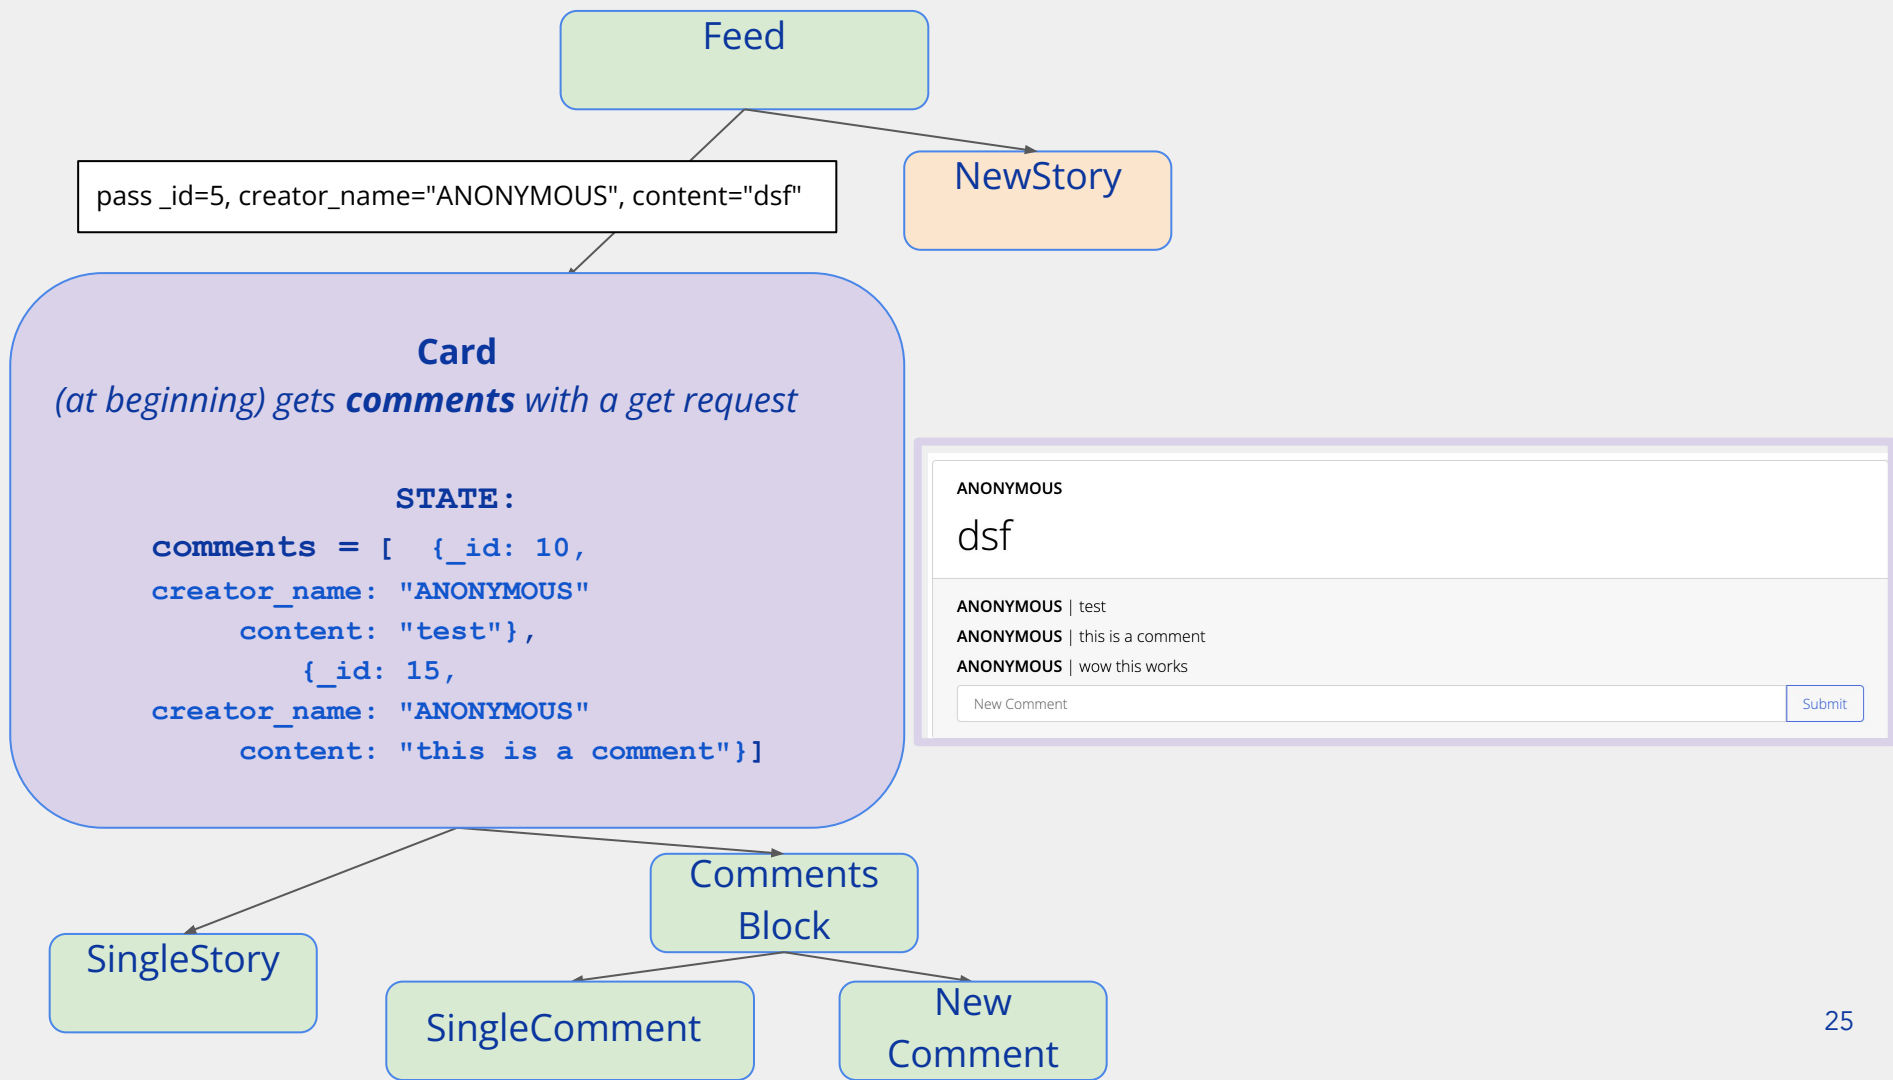 Feed
NewStory
pass _id=5, creator_name="ANONYMOUS", content="dsf"
Card
(at beginning) gets comments with a get request
STATE:
comments = [  {_id: 10,
creator_name: "ANONYMOUS"
content: "test"},
{_id: 15,
creator_name: "ANONYMOUS"
content: "this is a comment"}]
ANONYMOUS
dsf
ANONYMOUS | test
ANONYMOUS | this is a comment
ANONYMOUS | wow this works
New Comment
Submit
Comments
Block
SingleStory
SingleComment
New
Comment
25